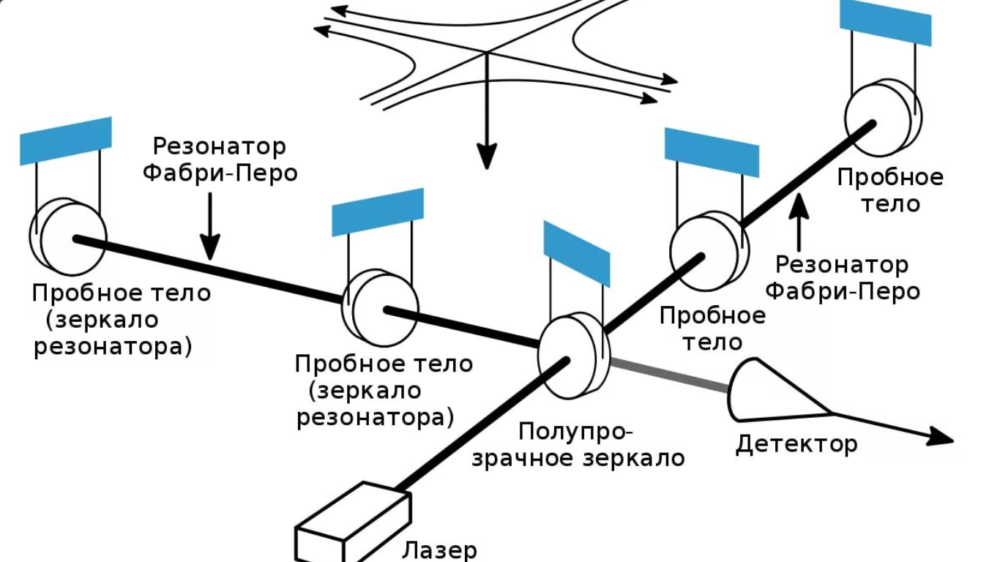 Резонатор
Фабри-Перо
Пробное тело
(зеркало
резонатора)
Пробное тело
(зеркало
резонатора)
Полупро-
зрачное зеркало
Лазер
Детектор
Пробное
тело
Резонатор
Фабри-Перо
Пробное
тело